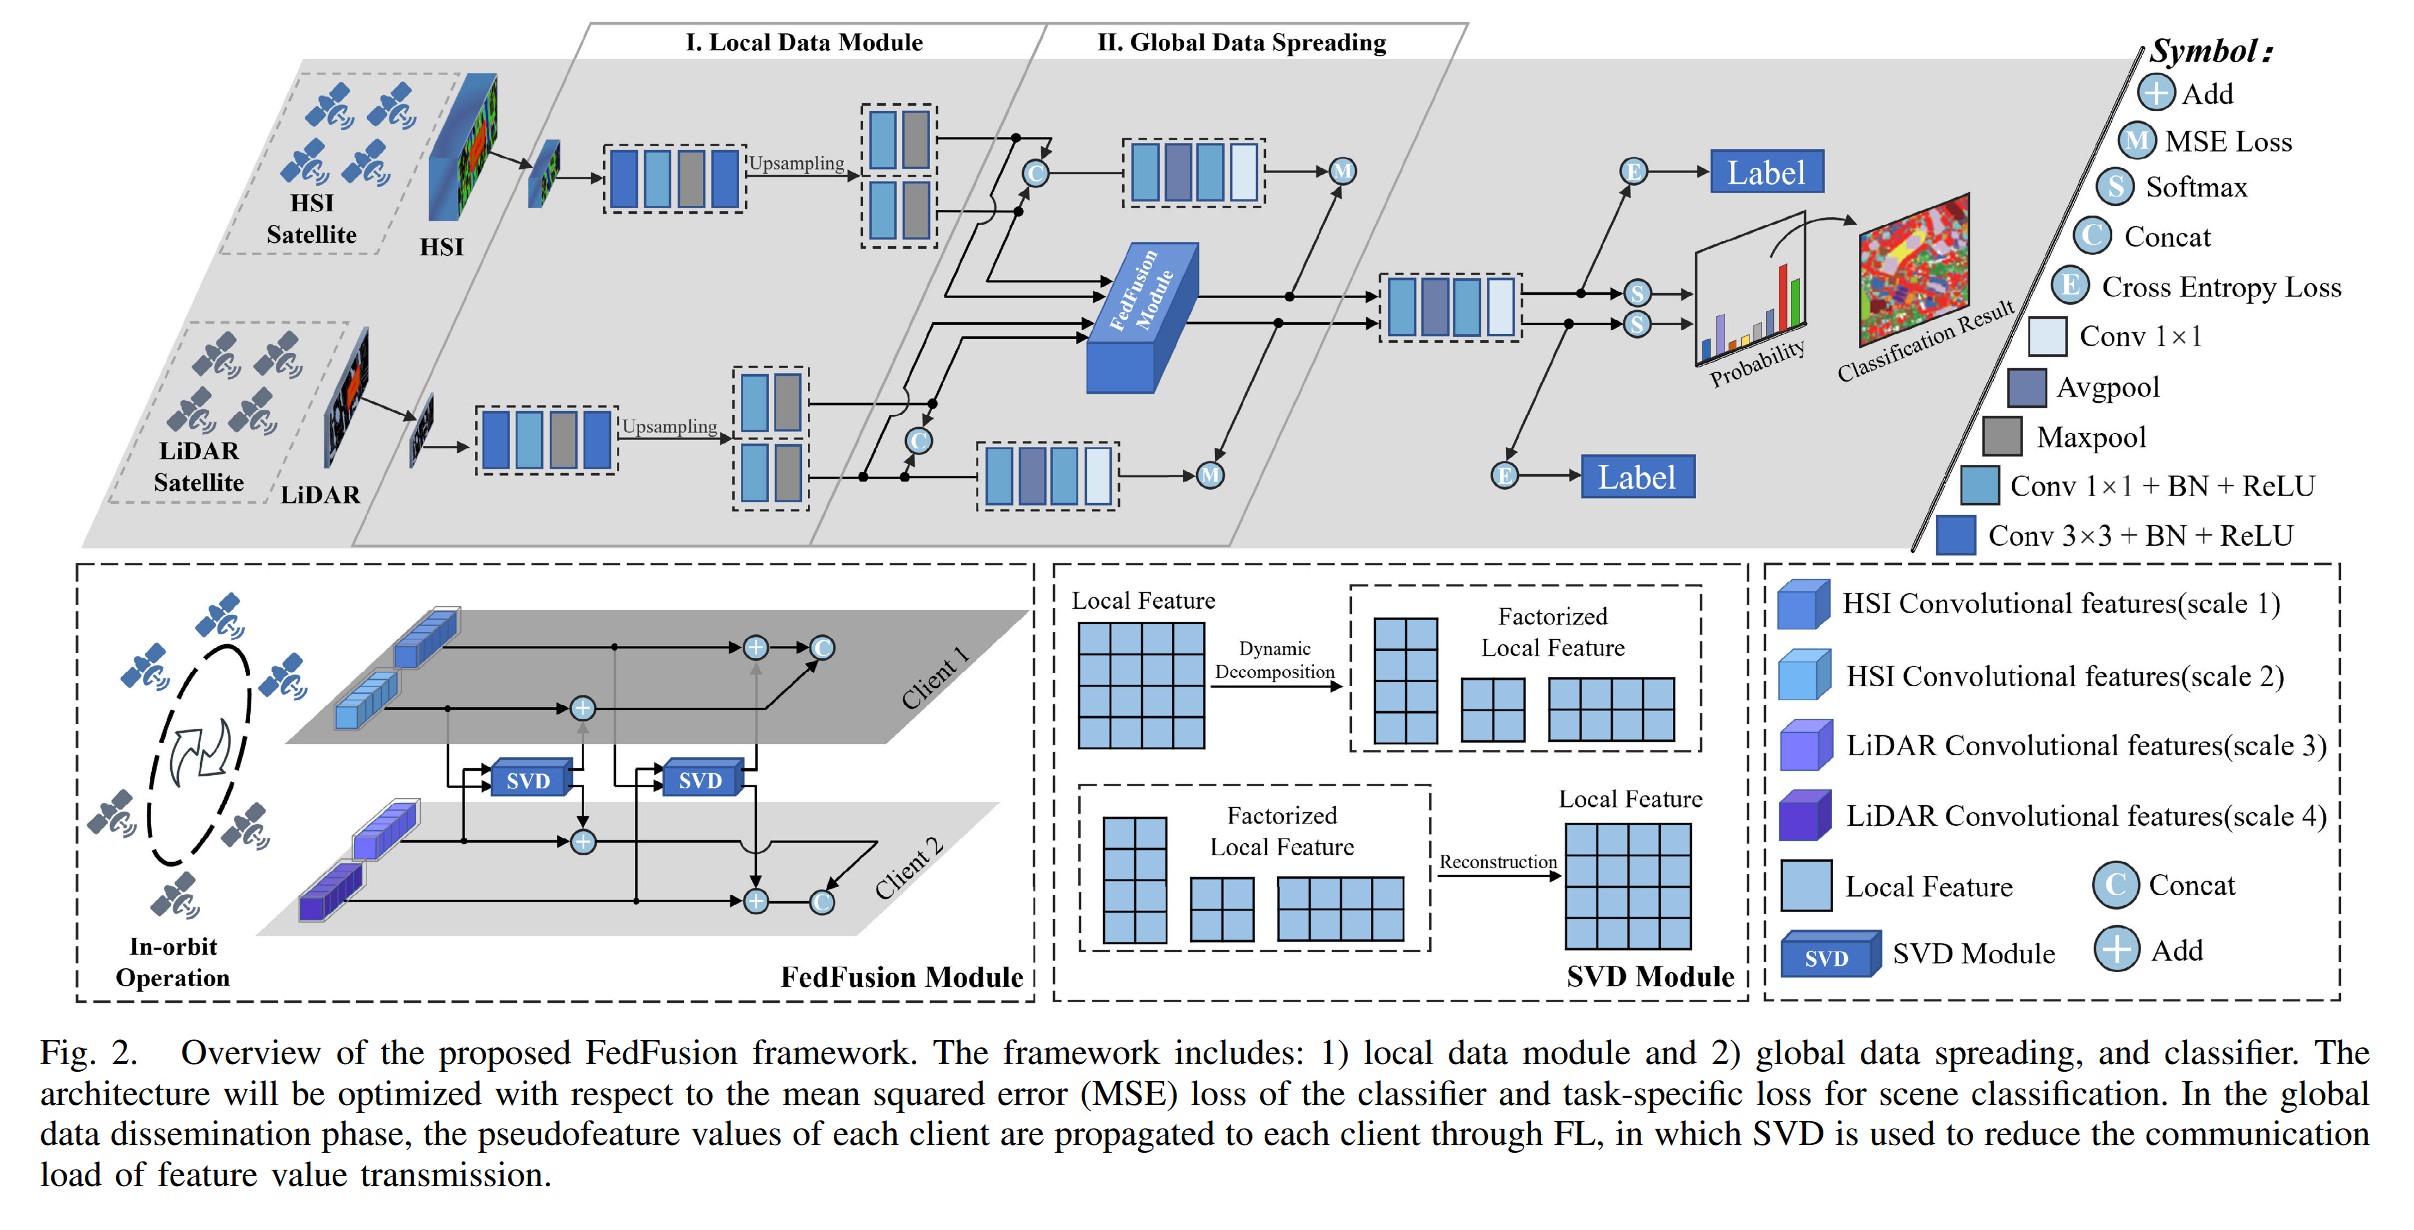 I. Local Data Module
II. Global Data Spreading
Symbol:
Add
M
MSE Loss
S
Softmax
C
Concat
E
Cross Entropy Loss
Conv 1×1
Avgpool
Maxpool
Conv 1×1 + BN + ReLU
Conv 3×3 + BN + ReLU
HSI
Satellite
HSI
Upsampling
C
M
E
Label
FedFusion
Module
S
S
Probability
Classification Result
LiDAR
Satellite
LiDAR
Upsampling
C
M
E
Label
C
Client 1
SVD
SVD
Client 2
C
In-orbit
Operation
FedFusion Module
Local Feature
Dynamic
Decomposition
Factorized
Local Feature
Factorized
Local Feature
Reconstruction
Local Feature
SVD Module
HSI Convolutional features(scale 1)
HSI Convolutional features(scale 2)
LiDAR Convolutional features(scale 3)
LiDAR Convolutional features(scale 4)
Local Feature
C
Concat
SVD
SVD Module
Add
Fig. 2. Overview of the proposed FedFusion framework. The framework includes: 1) local data module and 2) global data spreading, and classifier. The
architecture will be optimized with respect to the mean squared error (MSE) loss of the classifier and task-specific loss for scene classification. In the global
data dissemination phase, the pseudofeature values of each client are propagated to each client through FL, in which SVD is used to reduce the communication
load of feature value transmission.